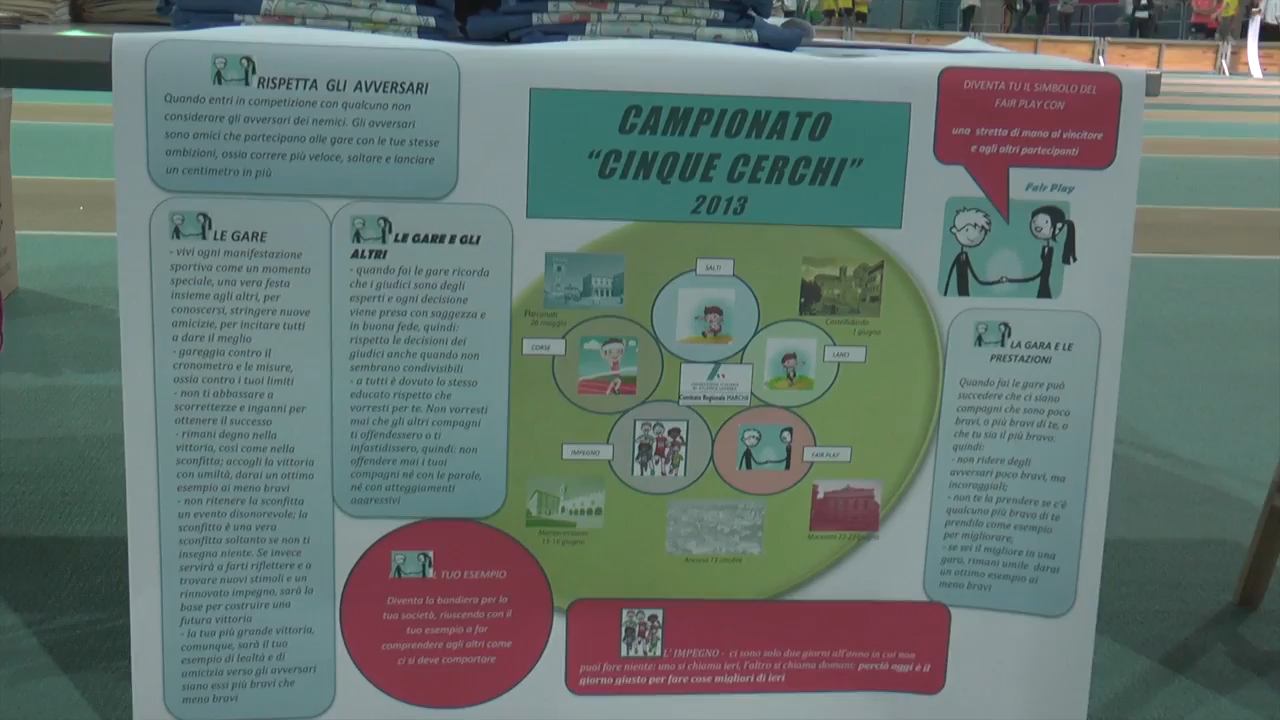 RISPETTA GLI AVVERSARI
Quando entri in competizione con qualcuno non
considerare gli avversari dei nemici. Gli avversari
sono amici che partecipano alle gare con le tue stesse
ambizioni, ossia correre più veloce, saltare e lanciare
un centimetro in più
CAMPIONATO
"CINQUE CERCHI"
2013
DIVENTA TU IL SIMBOLO DEL
FAIR PLAY CON
una stretta di mano al vincitore
e agli altri partecipanti
Fair Play
LE GARE
- vivi ogni manifestazione
sportiva come un momento
speciale, una vera festa
insieme agli altri, per
conoscersi, stringere nuove
amicizie, per incitare tutti
a dare il meglio
- gareggia contro il
cronometro e le misure,
ossia contro i tuoi limiti
- non ti abbassare a
scorrettezze e inganni per
ottenere il successo
- rimani degno nella
vittoria, così come nella
sconfitta; accogli la vittoria
con umiltà, darai un ottimo
esempio ai meno bravi
- non ritenere la sconfitta
un evento disonorevole; la
sconfitta è una vera
sconfitta soltanto se non ti
insegna niente. Se invece
servirà a farti riflettere e a
trovare nuovi stimoli e un
rinnovato impegno, sarà la
base per costruire una
futura vittoria
- la tua più grande vittoria,
comunque, sarà il tuo
esempio di lealtà e di
amicizia verso gli avversari
siano essi più bravi che
meno bravi
LE GARE E GLI
ALTRI
- quando fai le gare ricorda
che i giudici sono degli
esperti e ogni decisione
viene presa con saggezza e
in buona fede, quindi:
rispetta le decisioni dei
giudici anche quando non
sembrano condivisibili
- a tutti è dovuto lo stesso
educato rispetto che
vorresti per te. Non vorresti
mai che gli altri compagni
ti offendessero o ti
infastidissero, quindi: non
offendere mai i tuoi
compagni né con le parole,
né con atteggiamenti
aggressivi
SALTI
Recanati
26 maggio
Castelfidardo
1 giugno
CORSE
LANCI
Comitato Regionale MARCHE
IMPEGNO
FAIR PLAY
15-16 giugno
Macerata 22-23 giugno
Ancona 13 ottobre
LA GARA E LE
PRESTAZIONI
Quando fai le gare può
succedere che ci siano
compagni che sono poco
bravi, o più bravi di te, o
che tu sia il più bravo:
quindi:
- non ridere degli
avversari poco bravi, ma
incoraggiali;
- non te la prendere se c'è
qualcuno più bravo di te
prendilo come esempio
per migliorare;
- se sei il migliore in una
gara, rimani umile darai
un ottimo esempio ai
meno bravi
L TUO ESEMPIO
Diventa la bandiera per la
tua società, riuscendo con il
tuo esempio a far
comprendere agli altri come
ci si deve comportare
L' IMPEGNO - ci sono solo due giorni all'anno in cui non
puoi fare niente: uno si chiama ieri, l'altro si chiama domani: perciò oggi è il
giorno giusto per fare cose migliori di ieri